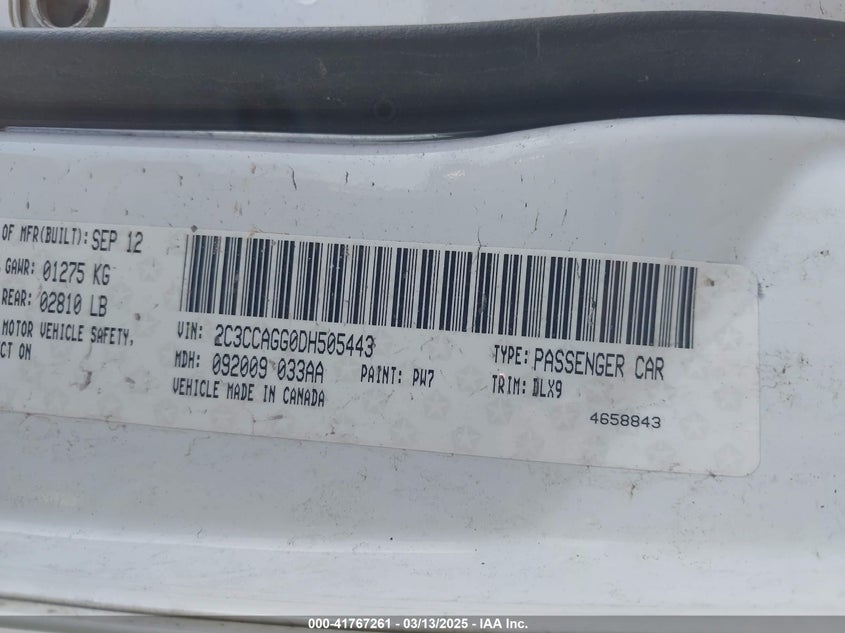 OF MFR(BUILT): SEP 12
GAWR: 01275 KG
REAR: 02810 LB
MOTOR VEHICLE SAFETY,
CT ON
VIN: 2C3CCAGG0DH505443
TYPE: PASSENGER CAR
MDH: 092009 033AA
PAINT: PW7
TRIM: DLX9
VEHICLE MADE IN CANADA
4658843
000-41767261 - 03/13/2025 - IAA Inc.